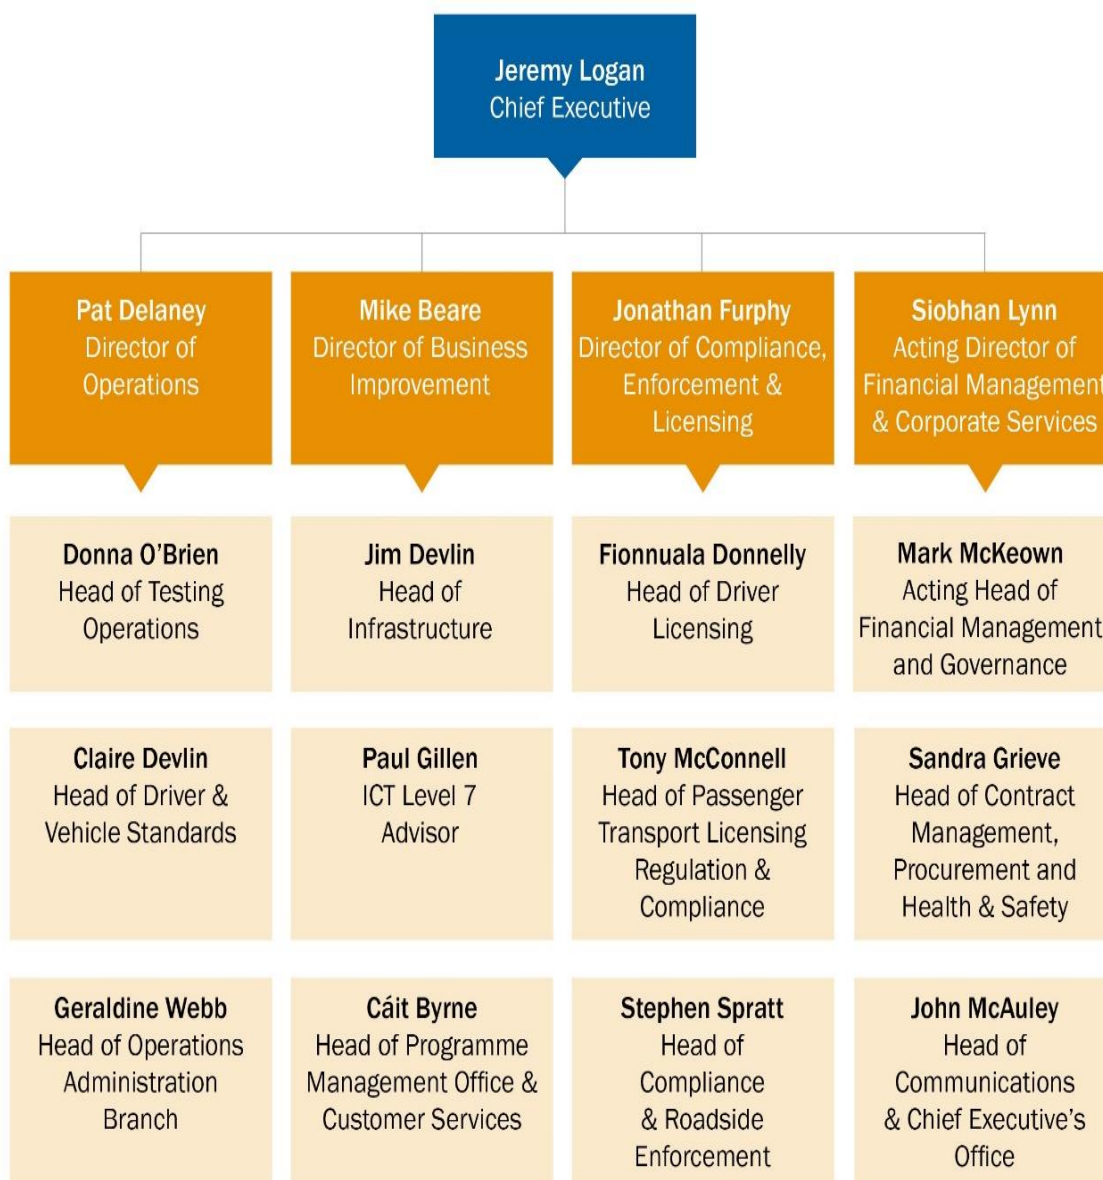 Jeremy Logan
Chief Executive
Pat Delaney
Director of
Operations
Mike Beare
Director of Business
Improvement
Jonathan Furphy
Director of Compliance,
Enforcement &
Licensing
Siobhan Lynn
Acting Director of
Financial Management
& Corporate Services
Donna O’Brien
Head of Testing
Operations
Jim Devlin
Head of
Infrastructure
Fionnuala Donnelly
Head of Driver
Licensing
Mark McKeown
Acting Head of
Financial Management
and Governance
Claire Devlin
Head of Driver &
Vehicle Standards
Paul Gillen
ICT Level 7
Advisor
Tony McConnell
Head of Passenger
Transport Licensing
Regulation &
Compliance
Sandra Grieve
Head of Contract
Management,
Procurement and
Health & Safety
Geraldine Webb
Head of Operations
Administration
Branch
Cáit Byrne
Head of Programme
Management Office &
Customer Services
Stephen Spratt
Head of
Compliance
& Roadside
Enforcement
John McAuley
Head of
Communications
& Chief Executive’s
Office